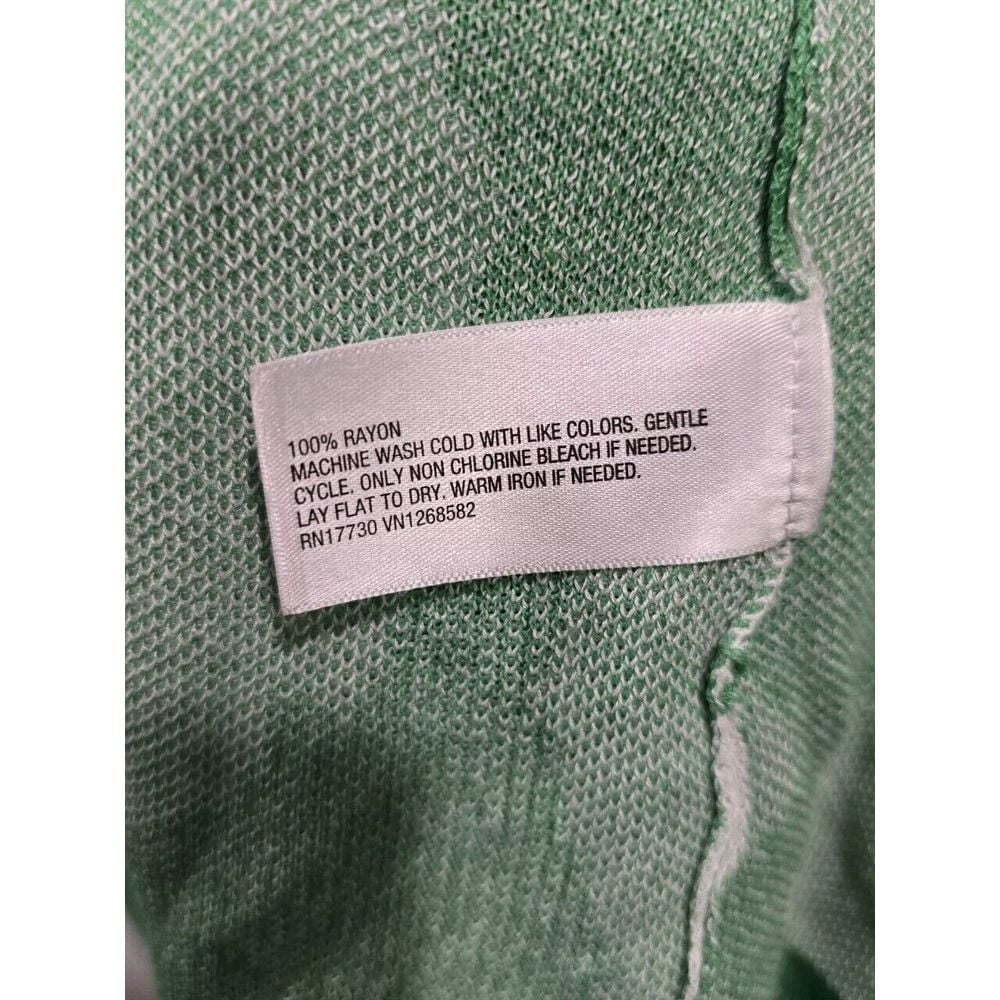 100% RAYON
MACHINE WASH COLD WITH LIKE COLORS. GENTLE
CYCLE. ONLY NON CHLORINE BLEACH IF NEEDED.
LAY FLAT TO DRY. WARM IRON IF NEEDED.
RN17730 VN1268582